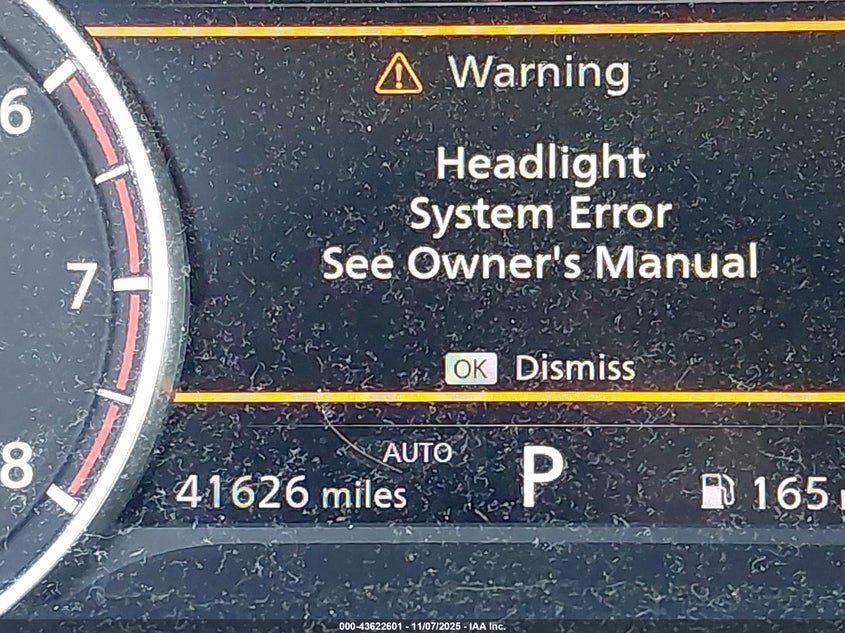 Warning
Headlight
System Error
See Owner's Manual
OK Dismiss
6
7
8
AUTO
41626 miles
P
165
000-43622601 - 11/07/2025 - IAA Inc.